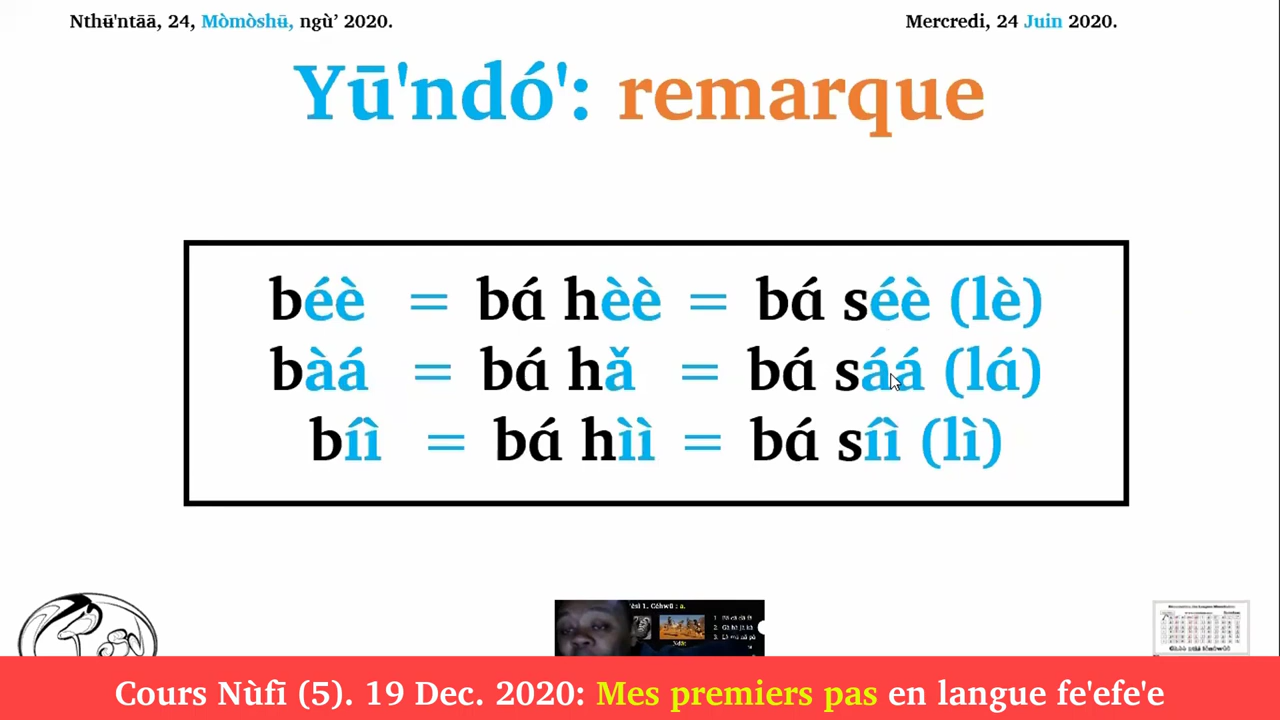 Nthʉ̄'ntāā, 24, Mòmòshʉ̄, ngù’ 2020.
Mercredi, 24 Juin 2020.
Yū'ndó': remarque
béè = bá hèè = bá séè (lè)
bàá = bá hǎ = bá sáá (lá)
bíì = bá hìì = bá síì (lì)
Cours Nùfī (5). 19 Dec. 2020: Mes premiers pas en langue fe'efe'e